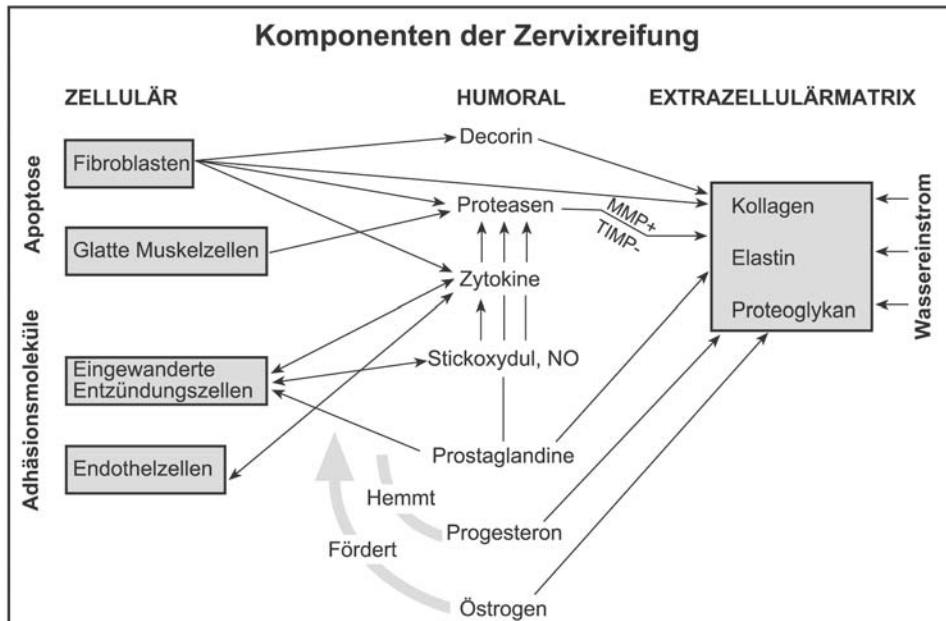 Komponenten der Zervixreifung
ZELLULÄR
HUMORAL
EXTRAZELLULÄRMATRIX
Apoptose
Adhäsionsmoleküle
Fibroblasten
Glatte Muskelzellen
Eingewanderte
Entzündungszellen
Endothelzellen
Decorin
Proteasen
Zytokine
Stickoxydul, NO
Prostaglandine
Progesteron
Östrogen
Hemmt
Fördert
MMP+
TIMP-
Kollagen
Elastin
Proteoglykan
Wassereinstrom